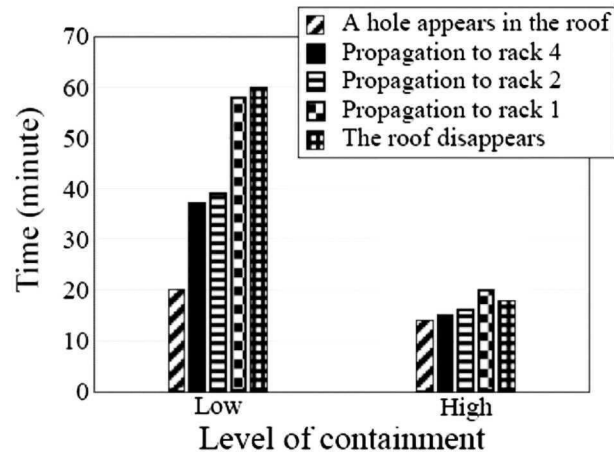 A hole appears in the roof
Propagation to rack 4
Propagation to rack 2
Propagation to rack 1
The roof disappears
Time (minute)
70
60
50
40
30
20
10
0
Low
High
Level of containment